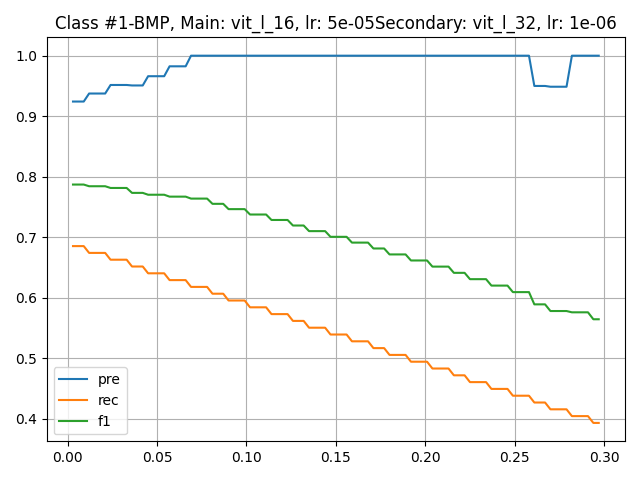 Class #1-BMP, Main: vit_l_16, lr: 5e-05Secondary: vit_l_32, lr: 1e-06
1.0
0.9
0.8
0.7
0.6
0.5
0.4
pre
rec
f1
0.00 0.05 0.10 0.15 0.20 0.25 0.30